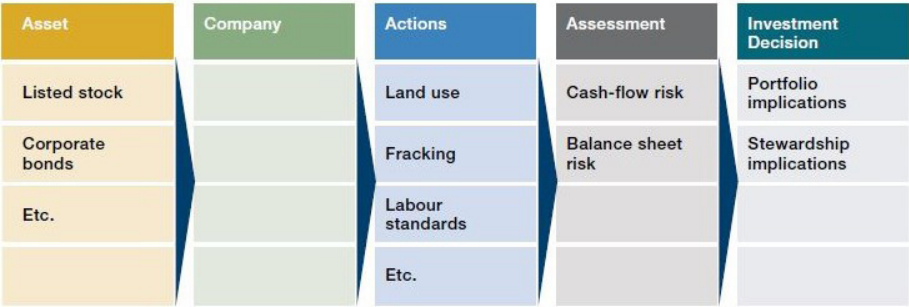 Asset
Company
Actions
Assessment
Investment
Decision
Listed stock
Land use
Cash-flow risk
Portfolio
implications
Corporate
bonds
Fracking
Balance sheet
risk
Stewardship
implications
Etc.
Labour
standards
Etc.